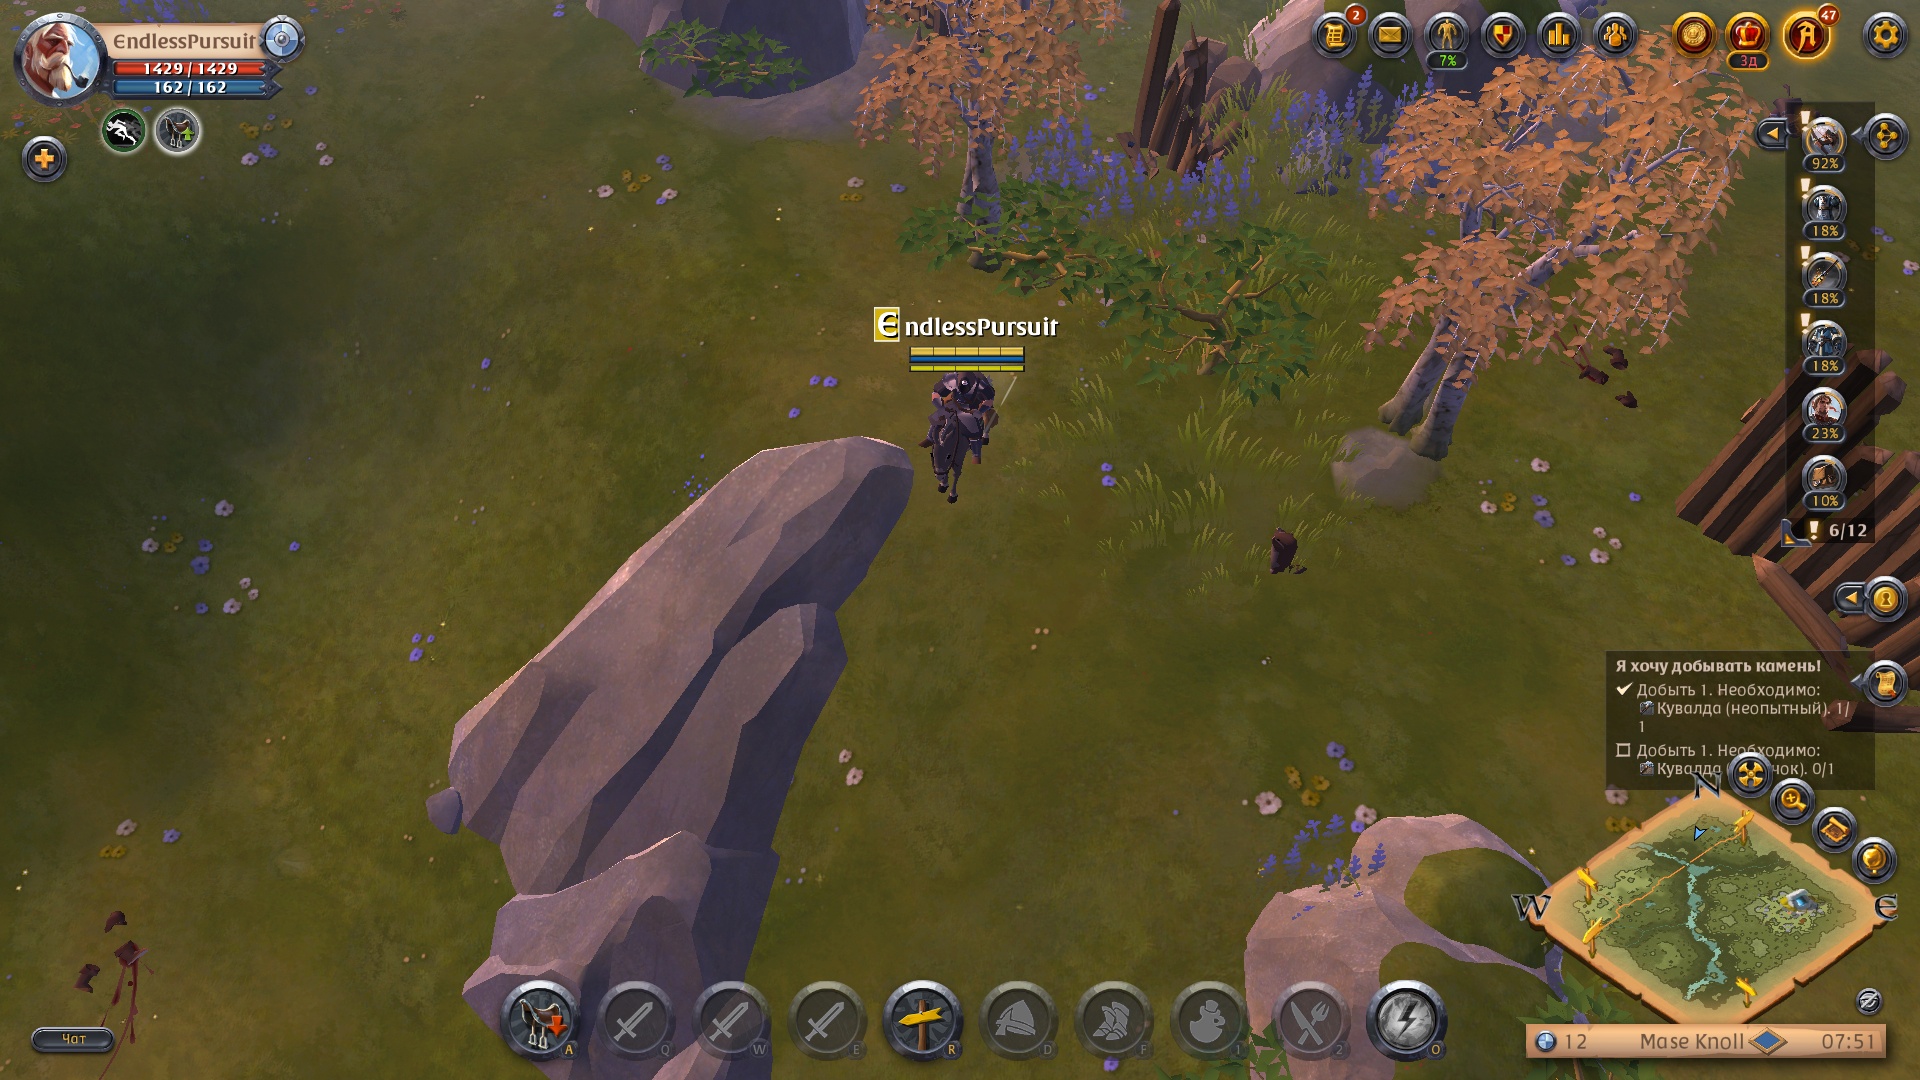 EndlessPursuit
1429 / 1429
162 / 162
2
7%
3д
47
92%
18%
18%
18%
23%
10%
6/12
EndlessPursuit
Я хочу добывать камень!
Добыть 1. Необходимо:
Кувалда (неопытный). 1/
1
Добыть 1. Необходимо:
0/1
N
W
E
A
Q
W
E
R
D
F
1
2
O
Чат
12
Mase Knoll
07:51